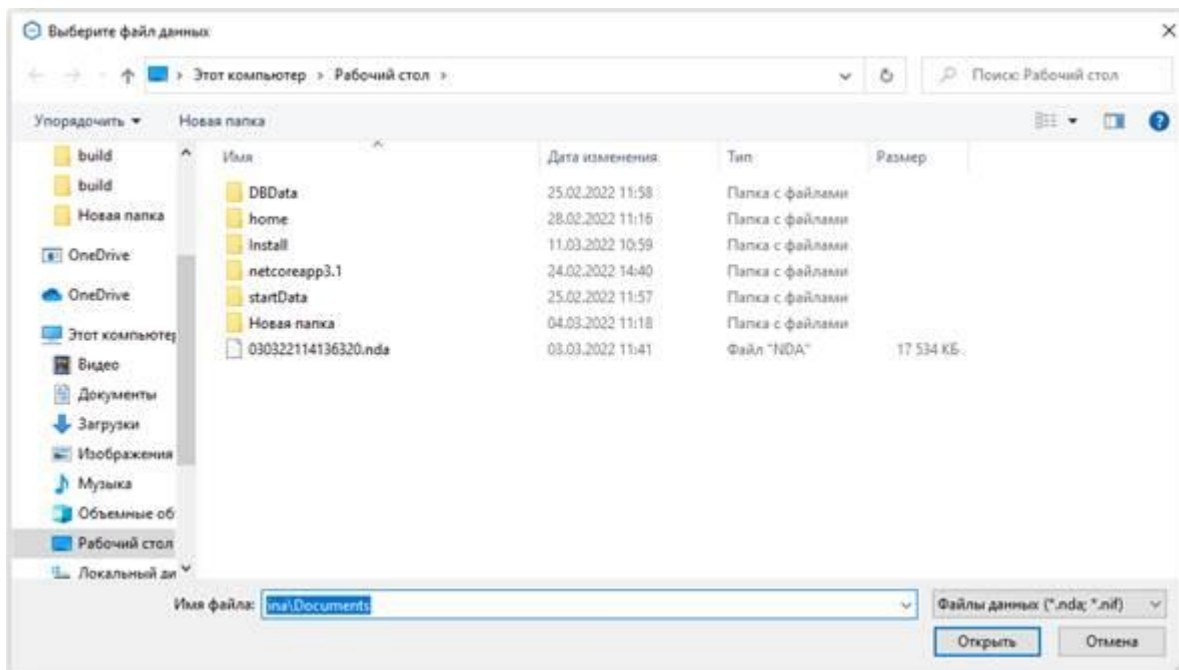 Выберите файл данных
Этот компьютер › Рабочий стол ›
Поиск: Рабочий стол
Упорядочить Новая папка
build
build
Новая папка
OneDrive
OneDrive
Этот компьютер
Видео
Документы
Загрузки
Изображения
Музыка
Объемные об
Рабочий стол
Локальный ди
Имя Дата изменения Тип Размер
DBData 25.02.2022 11:58 Папка с файлами
home 28.02.2022 11:16 Папка с файлами
Install 11.03.2022 10:59 Папка с файлами
netcoreapp3.1 24.02.2022 14:40 Папка с файлами
startData 25.02.2022 11:57 Папка с файлами
Новая папка 04.03.2022 11:18 Папка с файлами
030322114136320.nda 03.03.2022 11:41 Файл "NDA" 17 534 КБ
Имя файла: ina\Documents Файлы данных (*.nda; *.nif)
Открыть Отмена